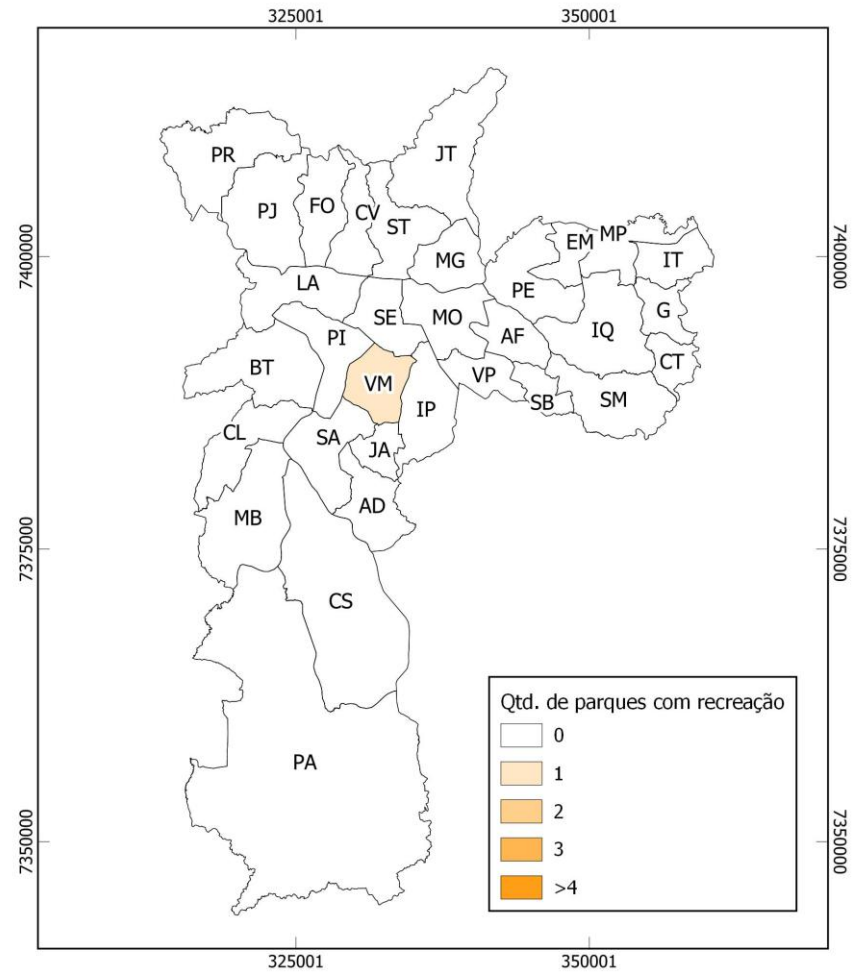 325001 350001
JT
PR
FO
PJ
CV
ST
EM
MP
7400000
MG
IT
7400000
LA
PE
G
SE
MO
PI
AF
IQ
BT
CT
VM
VP
SM
SB
IP
CL
SA
JA
AD
MB
7375000
7375000
CS
Qtd. de parques com recreação
0
1
PA
2
3
7350000
7350000
>4
325001 350001